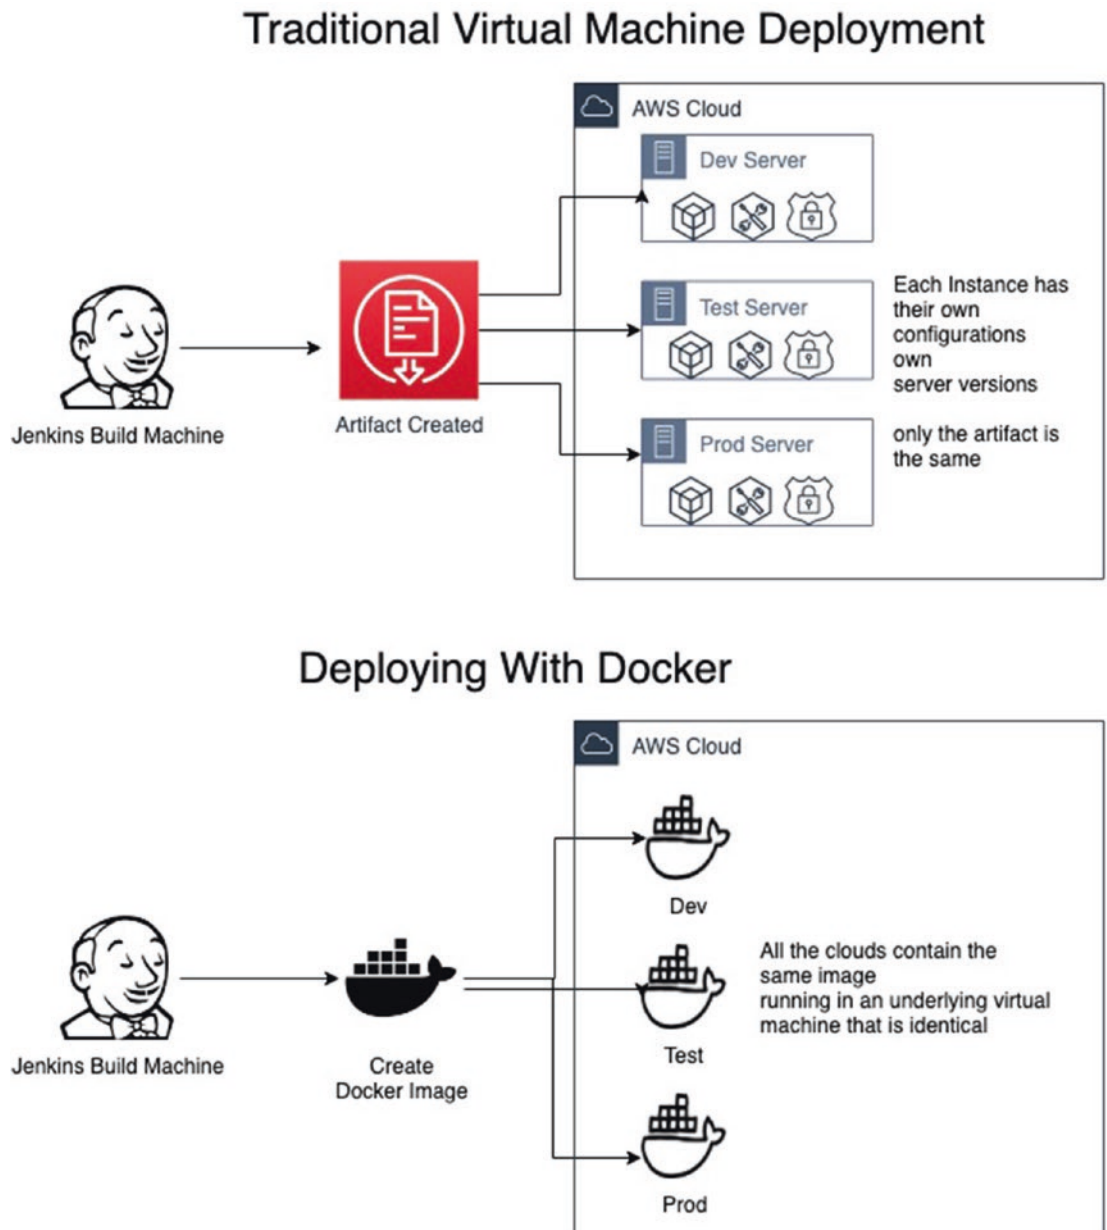 Traditional Virtual Machine Deployment
AWS Cloud
Dev Server
Test Server
Each Instance has
their own
configurations
own
server versions
Prod Server
only the artifact is
the same
Jenkins Build Machine
Artifact Created
Deploying With Docker
AWS Cloud
Dev
All the clouds contain the
same image
running in an underlying virtual
machine that is identical
Test
Jenkins Build Machine
Create
Docker Image
Prod